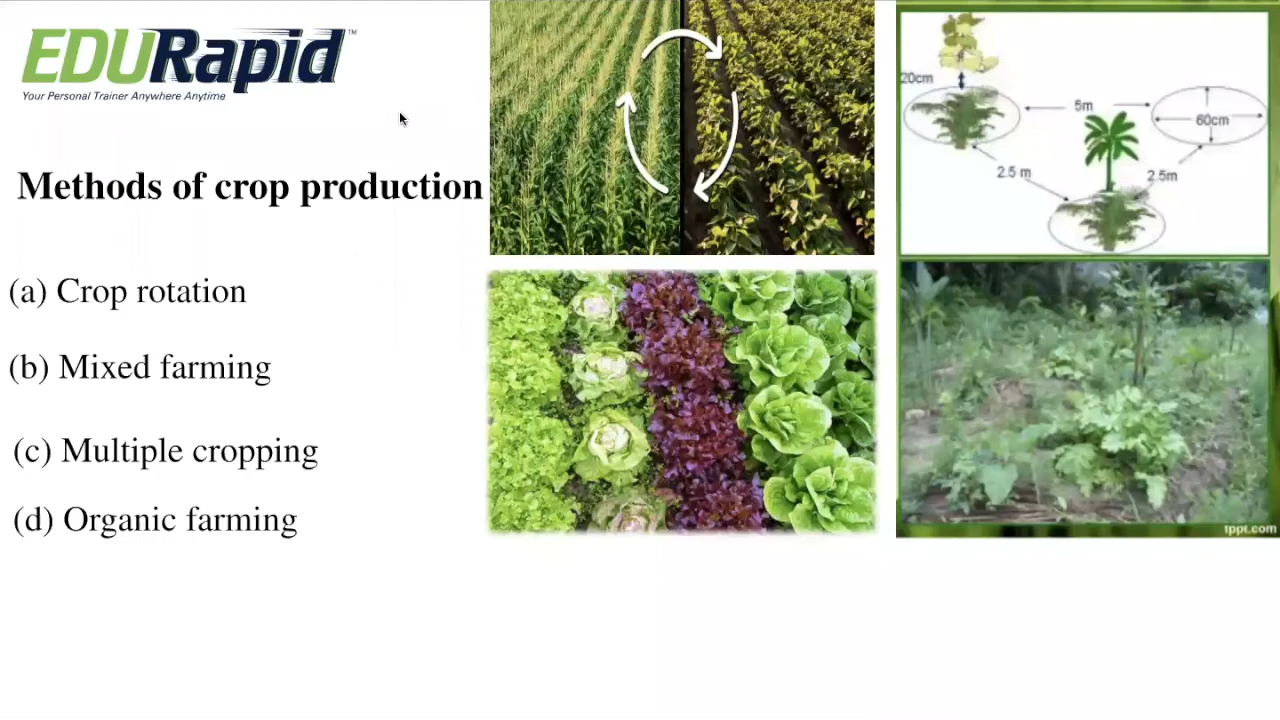 EDURapid™
Your Personal Trainer Anywhere Anytime
Methods of crop production
(a) Crop rotation
(b) Mixed farming
(c) Multiple cropping
(d) Organic farming
20cm
5m
60cm
2.5 m
2.5m
fppt.com